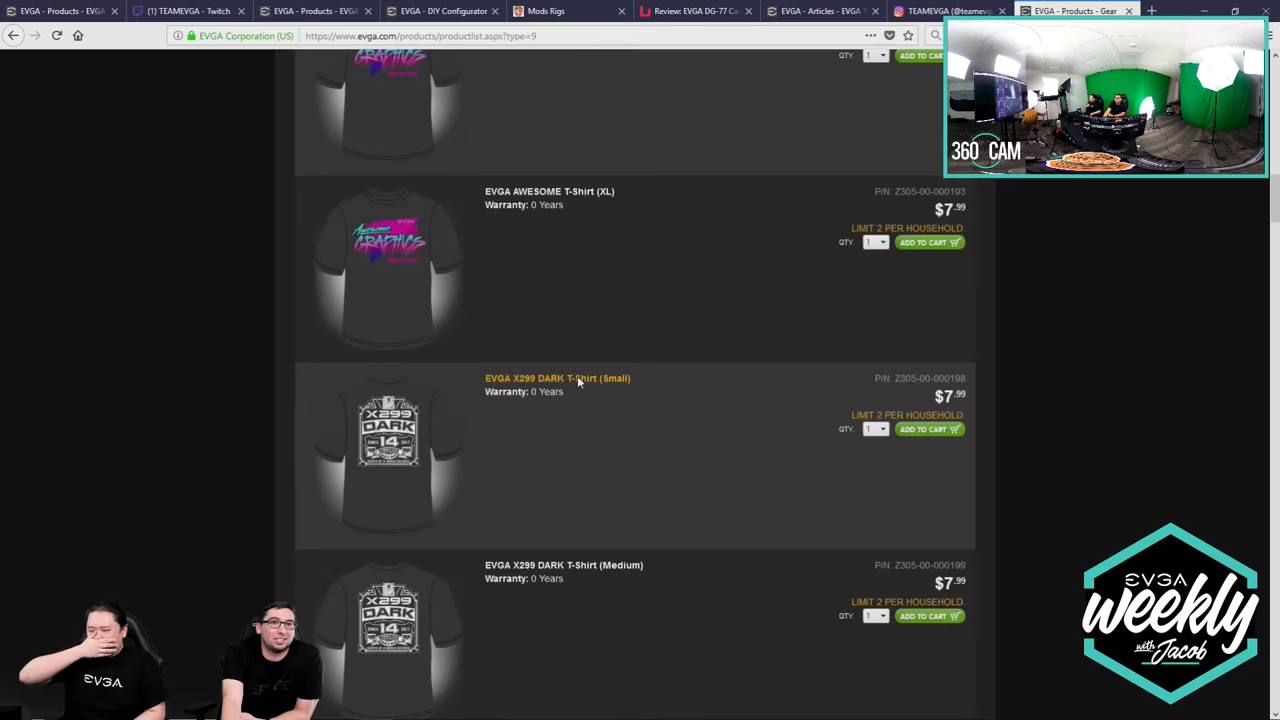 EVGA - Products - EVGA
(1) TEAMEVGA - Twitch
EVGA - Products - EVGA
EVGA - DIY Configurator
Mods Rigs
Review: EVGA DG-77 Ca
EVGA - Articles - EVGA
TEAMEVGA (@teamev
EVGA - Products - Gear
EVGA Corporation (US)
https://www.evga.com/products/productlist.aspx?type=9
GRAPHICS
QTY. 1 ADD TO CAR
360 CAM
EVGA AWESOME T-Shirt (XL)
Warranty: 0 Years
P/N: Z305-00-000193
$7.99
LIMIT 2 PER HOUSEHOLD
QTY. 1 ADD TO CART
EVGA
Awesome
GRAPHICS
EVGA X299 DARK T-Shirt (Small)
Warranty: 0 Years
P/N: Z305-00-000198
$7.99
LIMIT 2 PER HOUSEHOLD
QTY. 1 ADD TO CART
X299
DARK
14
EVGA X299 DARK T-Shirt (Medium)
Warranty: 0 Years
P/N: Z305-00-000199
$7.99
LIMIT 2 PER HOUSEHOLD
QTY. 1 ADD TO CART
X299
DARK
14
EVGA
EVGA
weekly
with Jacob